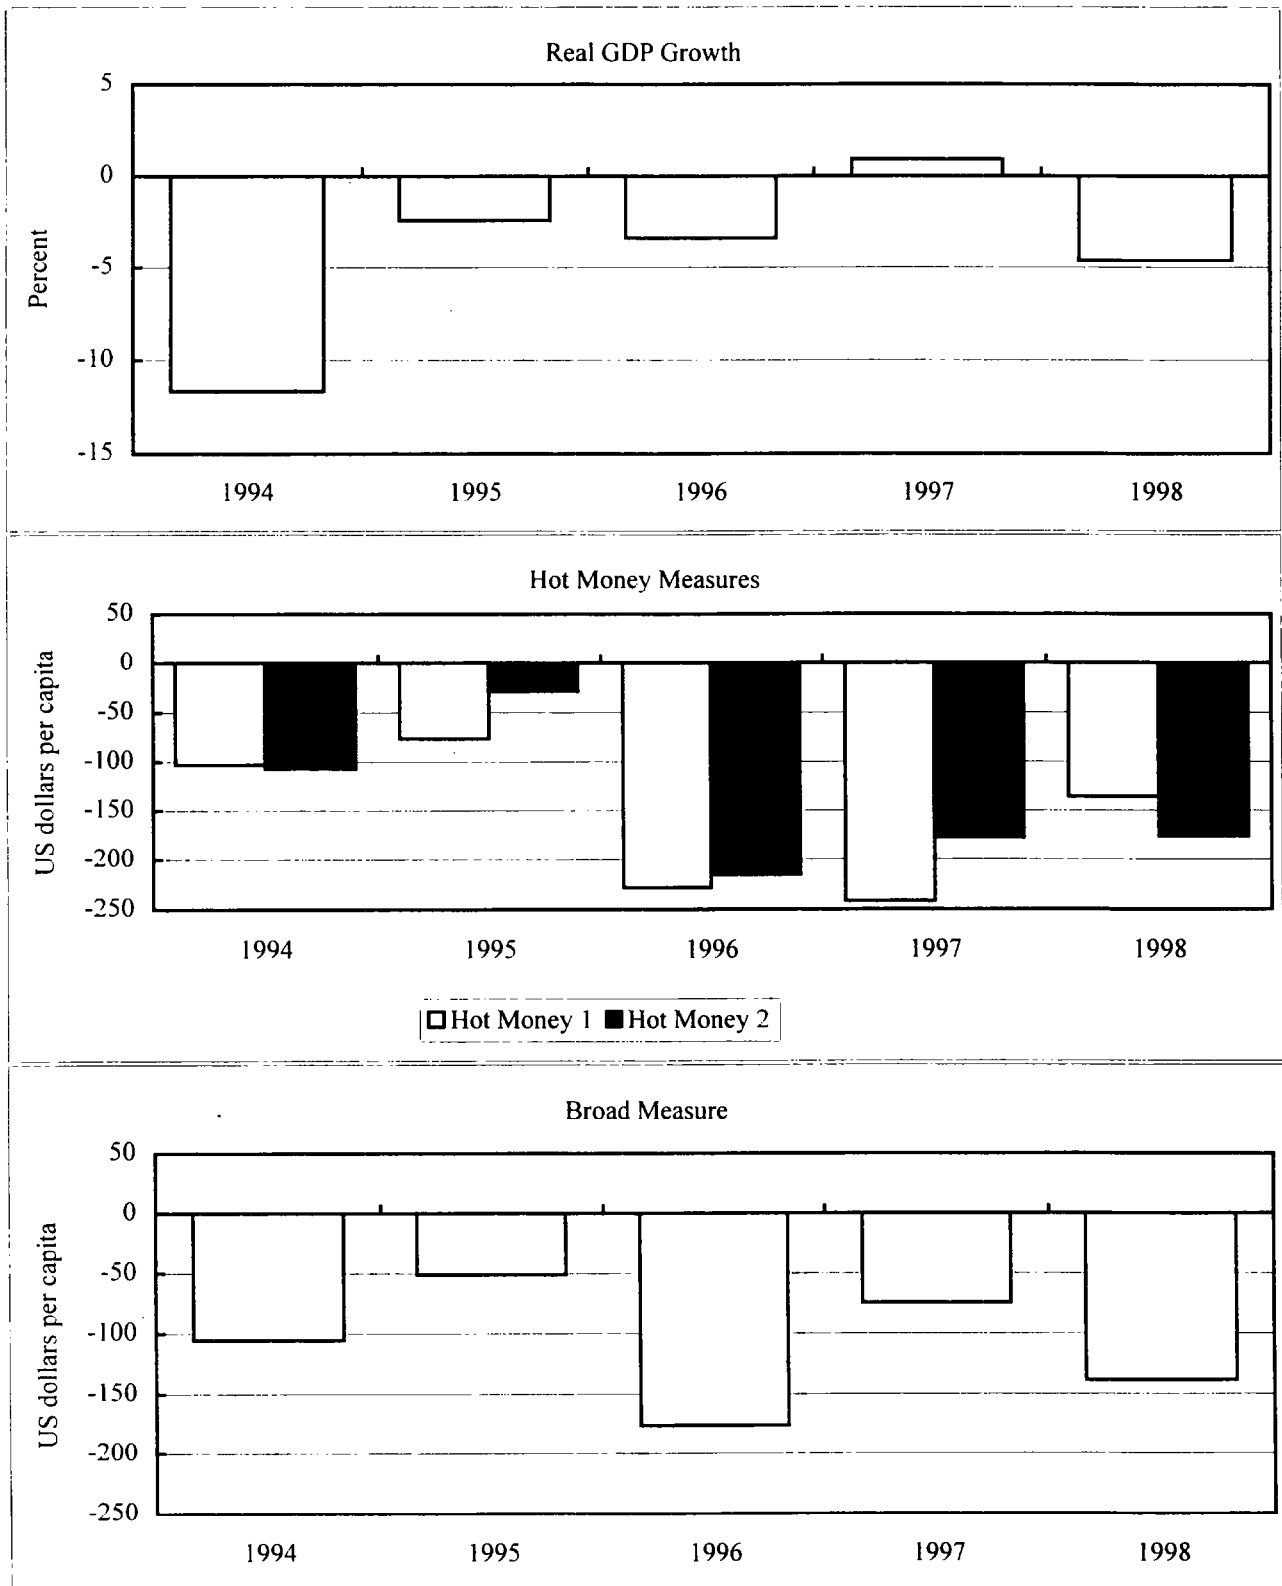 Real GDP Growth
5
0
-5
-10
-15
Percent
1994 1995 1996 1997 1998
Hot Money Measures
50
0
-50
-100
-150
-200
-250
US dollars per capita
1994 1995 1996 1997 1998
Hot Money 1 Hot Money 2
Broad Measure
50
0
-50
-100
-150
-200
-250
US dollars per capita
1994 1995 1996 1997 1998